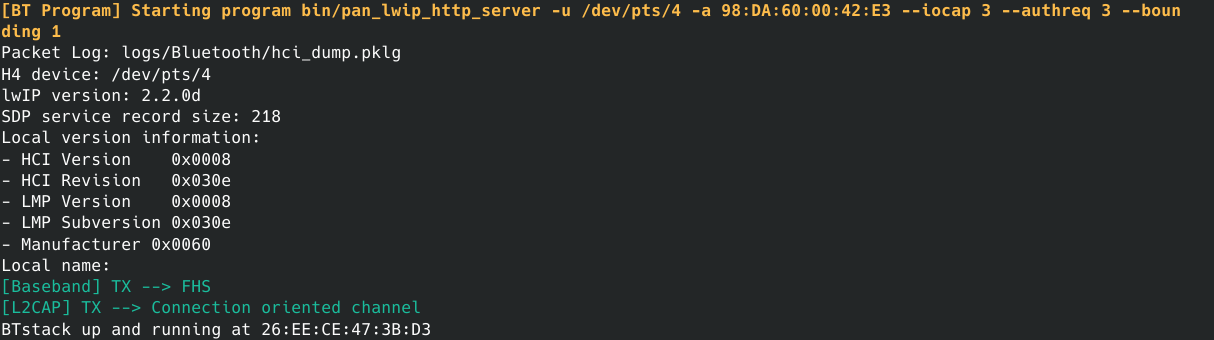 [BT Program] Starting program bin/pan_lwip_http_server -u /dev/pts/4 -a 98:DA:60:00:42:E3 --iocap 3 --authreq 3 --boun
ding 1
Packet Log: logs/Bluetooth/hci_dump.pklg
H4 device: /dev/pts/4
lwIP version: 2.2.0d
SDP service record size: 218
Local version information:
- HCI Version    0x0008
- HCI Revision   0x030e
- LMP Version    0x0008
- LMP Subversion 0x030e
- Manufacturer 0x0060
Local name:
[Baseband] TX --> FHS
[L2CAP] TX --> Connection oriented channel
BTstack up and running at 26:EE:CE:47:3B:D3